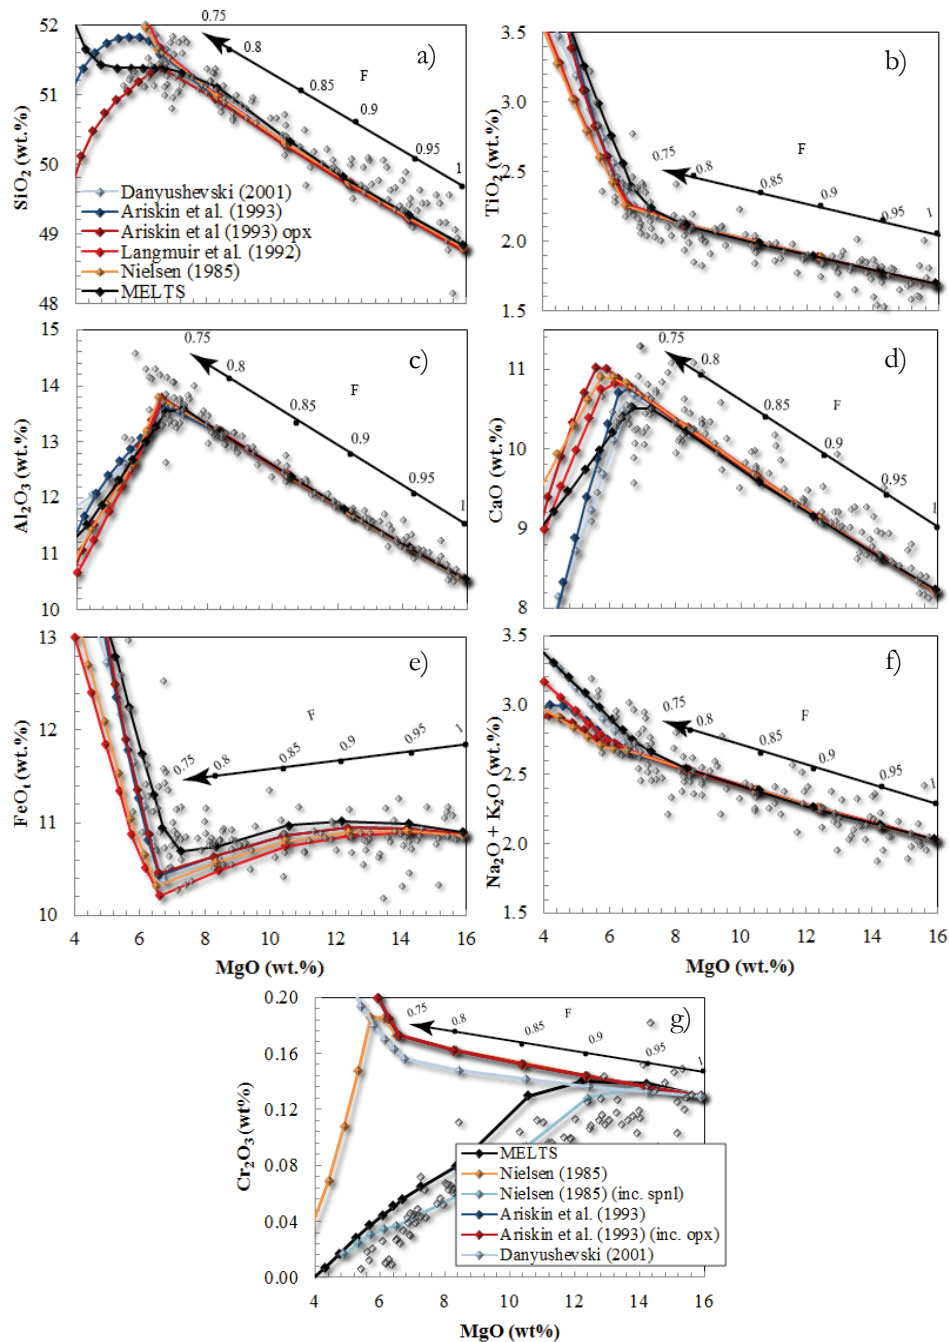 a)
SiO₂ (wt.%)
52
51
50
49
48
0.75
0.8
0.85
0.9
0.95
1
F
Danyushevski (2001)
Ariskin et al. (1993)
Ariskin et al (1993) opx
Langmuir et al. (1992)
Nielsen (1985)
MELTS
b)
TiO₂ (wt.%)
3.5
3.0
2.5
2.0
1.5
0.75
0.8
0.85
0.9
0.95
1
F
c)
Al₂O₃ (wt.%)
15
14
13
12
11
10
0.75
0.8
0.85
0.9
0.95
1
F
d)
CaO (wt.%)
11
10
9
8
0.75
0.8
0.85
0.9
0.95
1
F
e)
FeOₜ (wt.%)
13
12
11
10
0.75
0.8
0.85
0.9
0.95
1
F
4 6 8 10 12 14 16
MgO (wt.%)
f)
Na₂O + K₂O (wt.%)
3.5
3.0
2.5
2.0
1.5
0.75
0.8
0.85
0.9
0.95
1
F
4 6 8 10 12 14 16
MgO (wt.%)
g)
Cr₂O₃ (wt%)
0.20
0.16
0.12
0.08
0.04
0.00
0.75
0.8
0.85
0.9
0.95
1
F
MELTS
Nielsen (1985)
Nielsen (1985) (inc. spnl)
Ariskin et al. (1993)
Ariskin et al. (1993) (inc. opx)
Danyushevski (2001)
4 6 8 10 12 14 16
MgO (wt%)